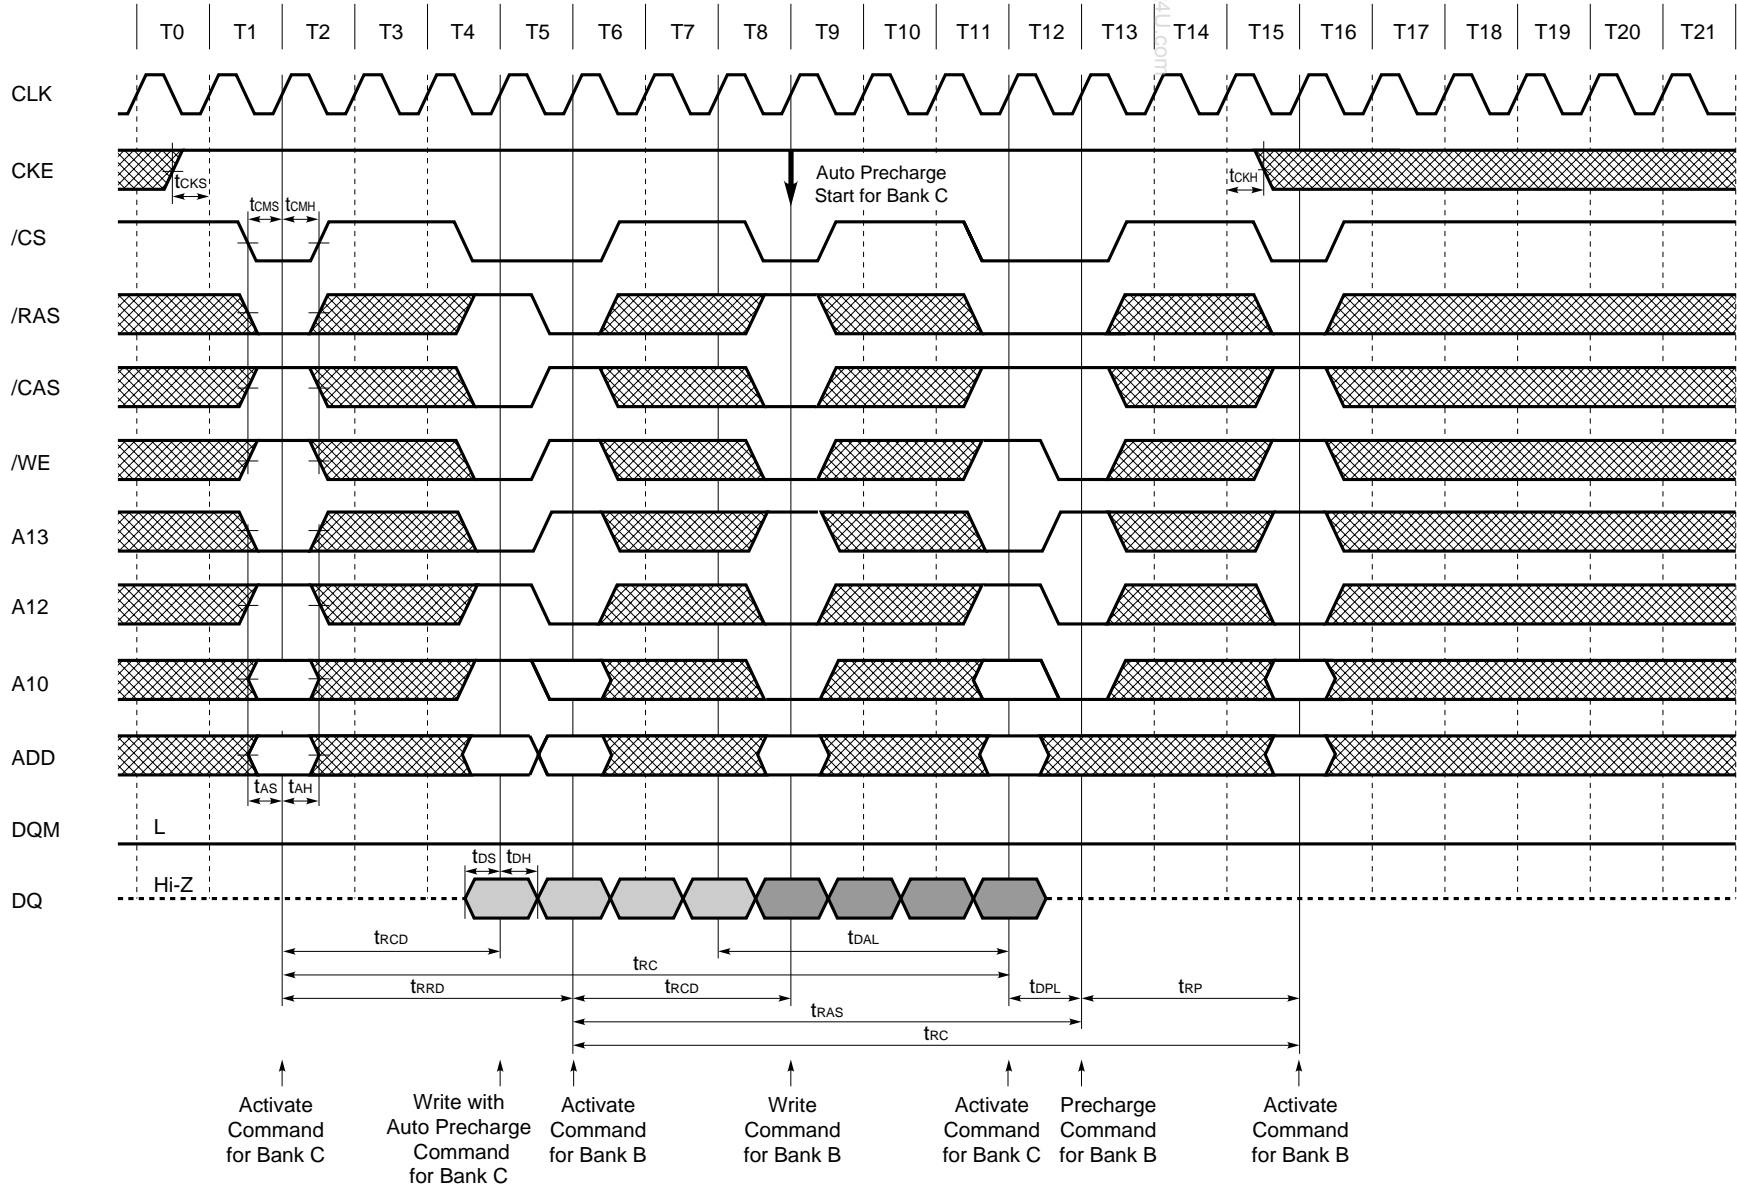 T0 T1 T2 T3 T4 T5 T6 T7 T8 T9 T10 T11 T12 T13 T14 T15 T16 T17 T18 T19 T20 T21
4U.com
CLK
CKE
tCKS
Auto Precharge
Start for Bank C
tCKH
tCMS tCMH
/CS
/RAS
/CAS
/WE
A13
A12
A10
ADD
tAS tAH
DQM L
tDS tDH
DQ Hi-Z
tRCD tDAL
tRC
tRRD tRCD tDPL tRP
tRAS
tRC
Activate
Command
for Bank C
Write with
Auto Precharge
Command
for Bank C
Activate
Command
for Bank B
Write
Command
for Bank B
Activate
Command
for Bank C
Precharge
Command
for Bank B
Activate
Command
for Bank B